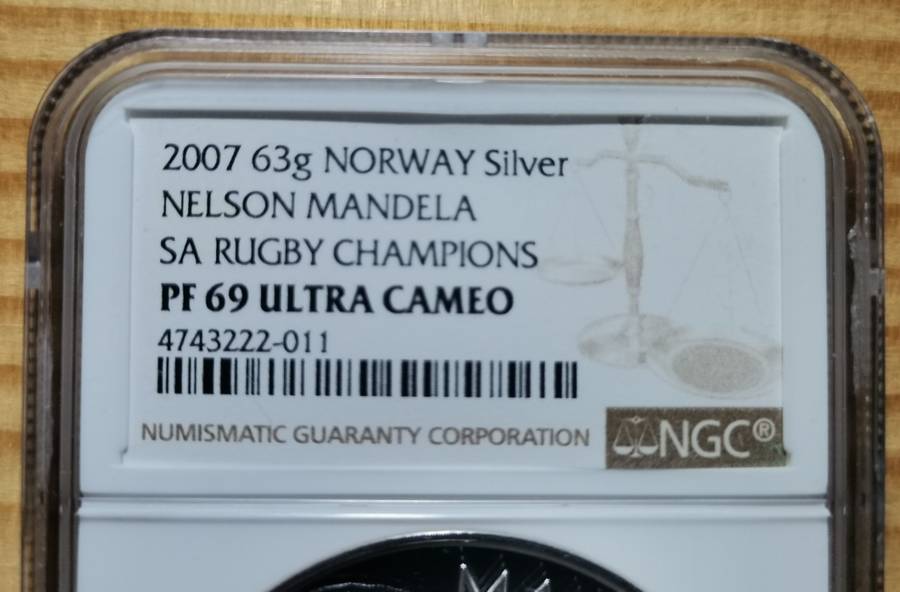 2007 63g NORWAY Silver
NELSON MANDELA
SA RUGBY CHAMPIONS
PF 69 ULTRA CAMEO
4743222-011
NUMISMATIC GUARANTY CORPORATION NGC®